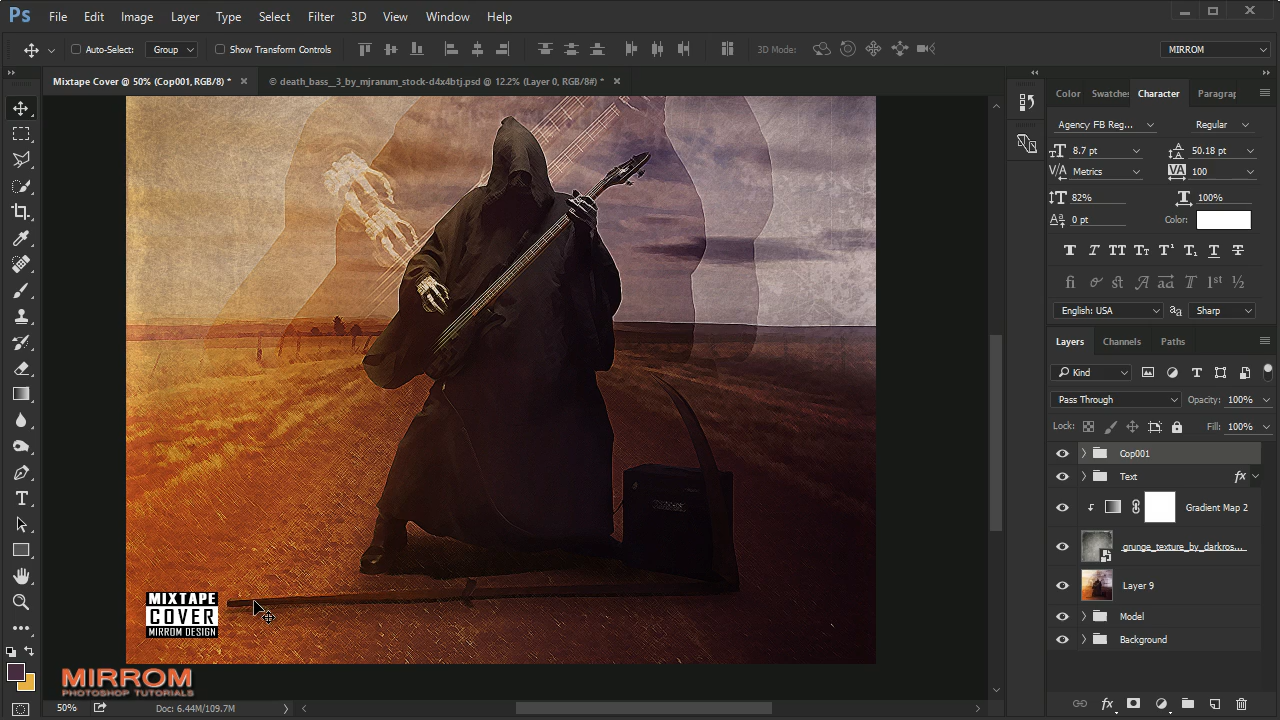 Ps File Edit Image Layer Type Select Filter 3D View Window Help
Auto-Select: Group Show Transform Controls 3D Mode: MIRROM
Mixtape Cover @ 50% (Cop001, RGB/8) * × © death_bass__3_by_mjranum_stock-d4x4btj.psd @ 12.2% (Layer 0, RGB/8#) * ×
Color Swatches Character Paragrap
Agency FB Reg... Regular
8.7 pt 50.18 pt
Metrics 100
82% 100%
0 pt Color:
English: USA Sharp
Layers Channels Paths
Kind
Pass Through Opacity: 100%
Lock: Fill: 100%
Cop001
Text fx
Gradient Map 2
grunge_texture_by_darkros...
Layer 9
Model
Background
MIXTAPE
COVER
MIRROM DESIGN
MIRROM
PHOTOSHOP TUTORIALS
50% Doc: 6.44M/109.7M